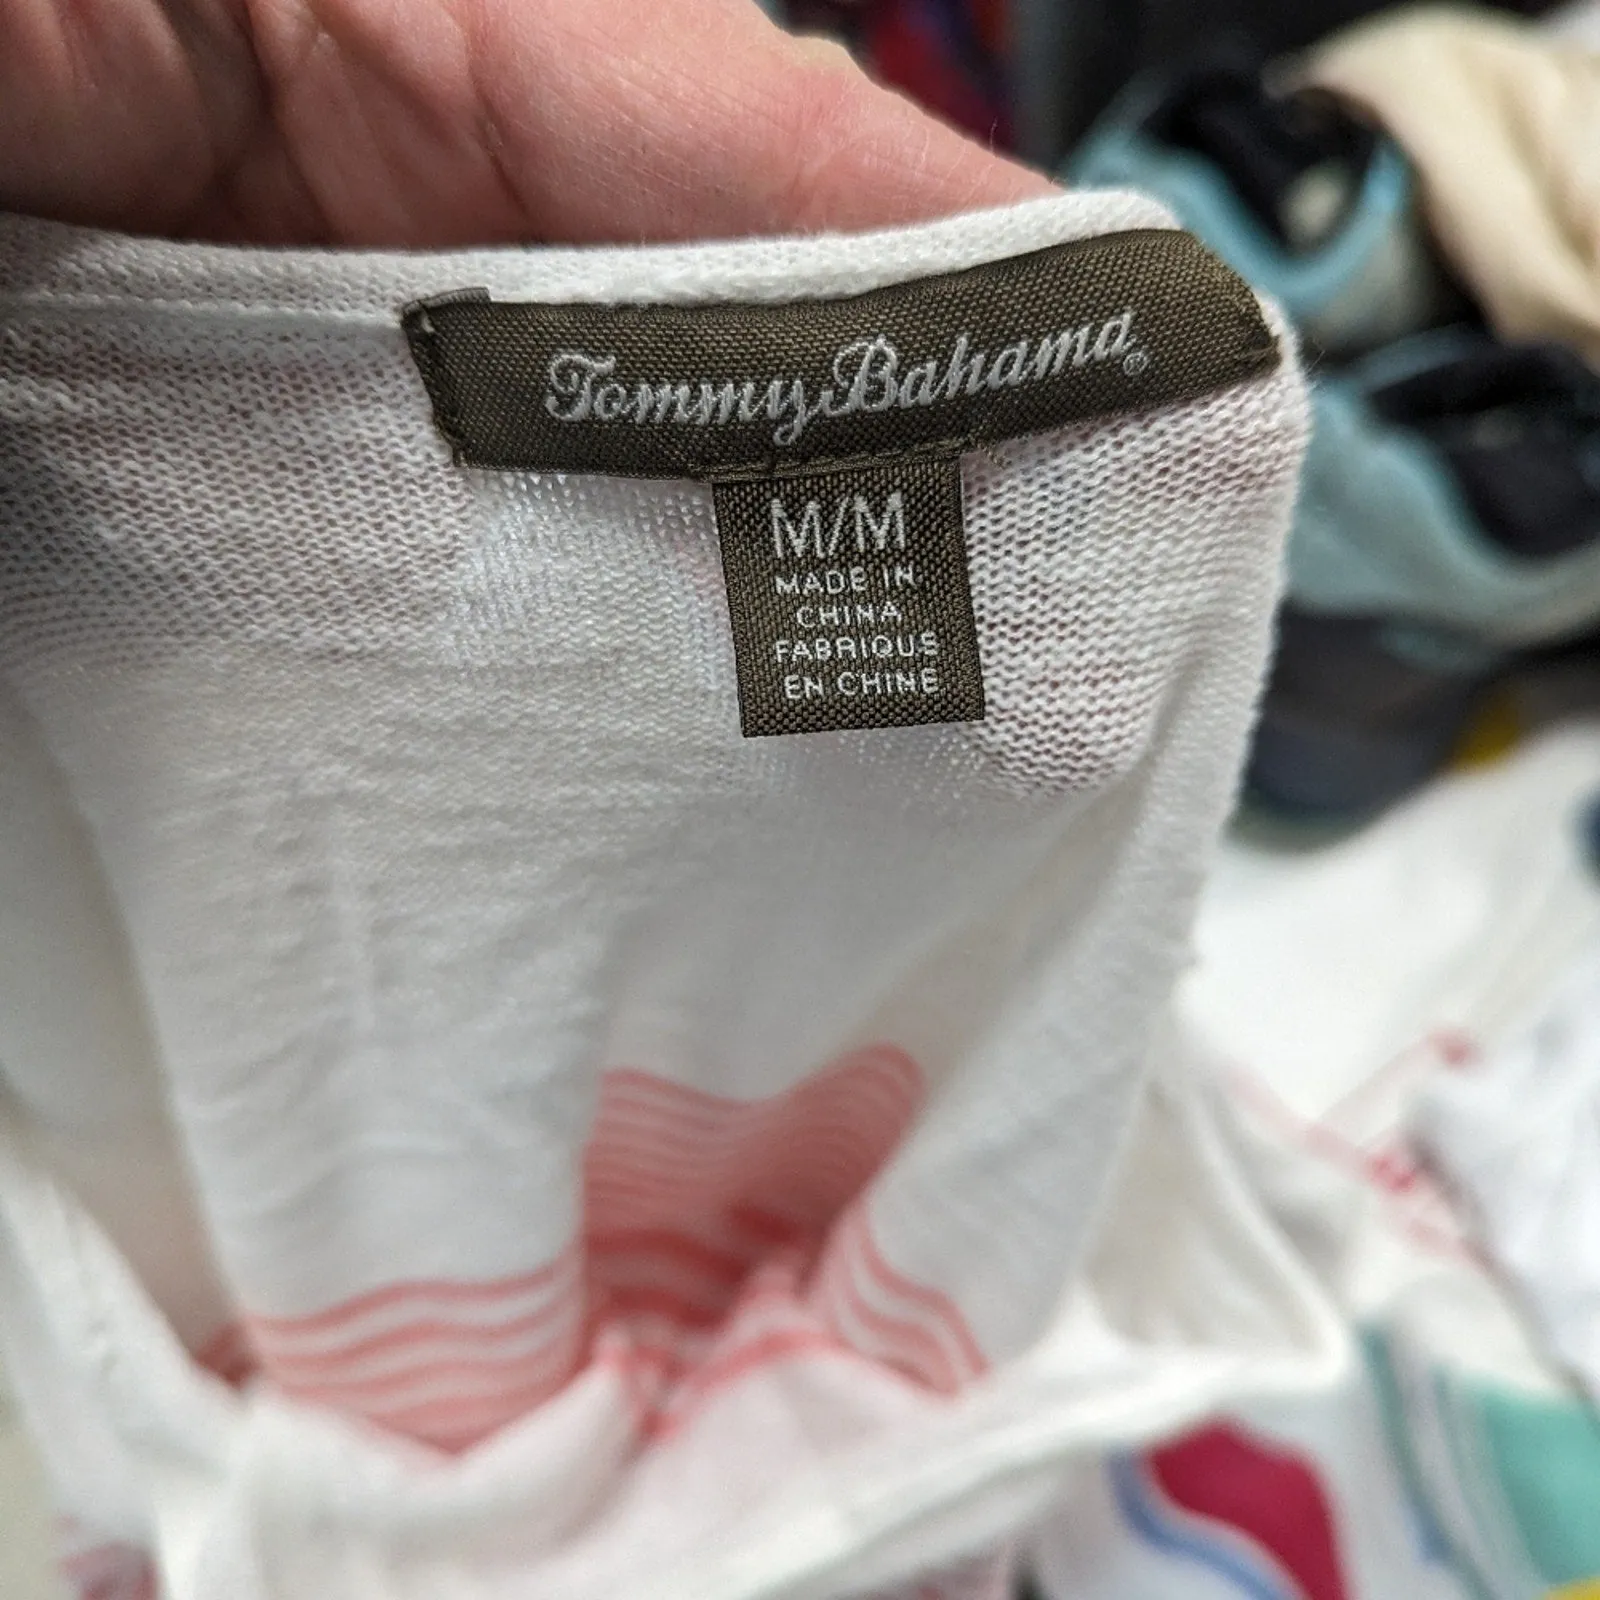 Tommy Bahama®
M/M
MADE IN
CHINA
FABRIQUE
EN CHINE